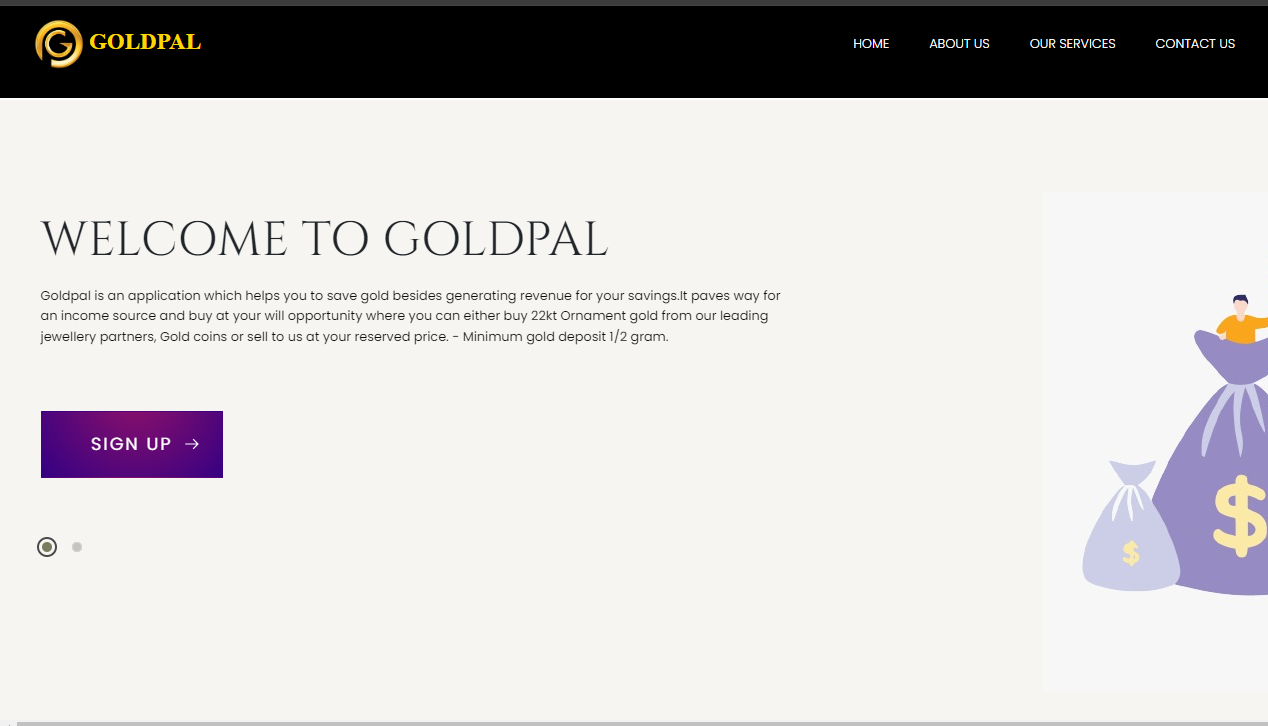 GOLDPAL
HOME ABOUT US OUR SERVICES CONTACT US
WELCOME TO GOLDPAL
Goldpal is an application which helps you to save gold besides generating revenue for your savings.It paves way for
an income source and buy at your will opportunity where you can either buy 22kt Ornament gold from our leading
jewellery partners, Gold coins or sell to us at your reserved price. - Minimum gold deposit 1/2 gram.
SIGN UP →
$
$